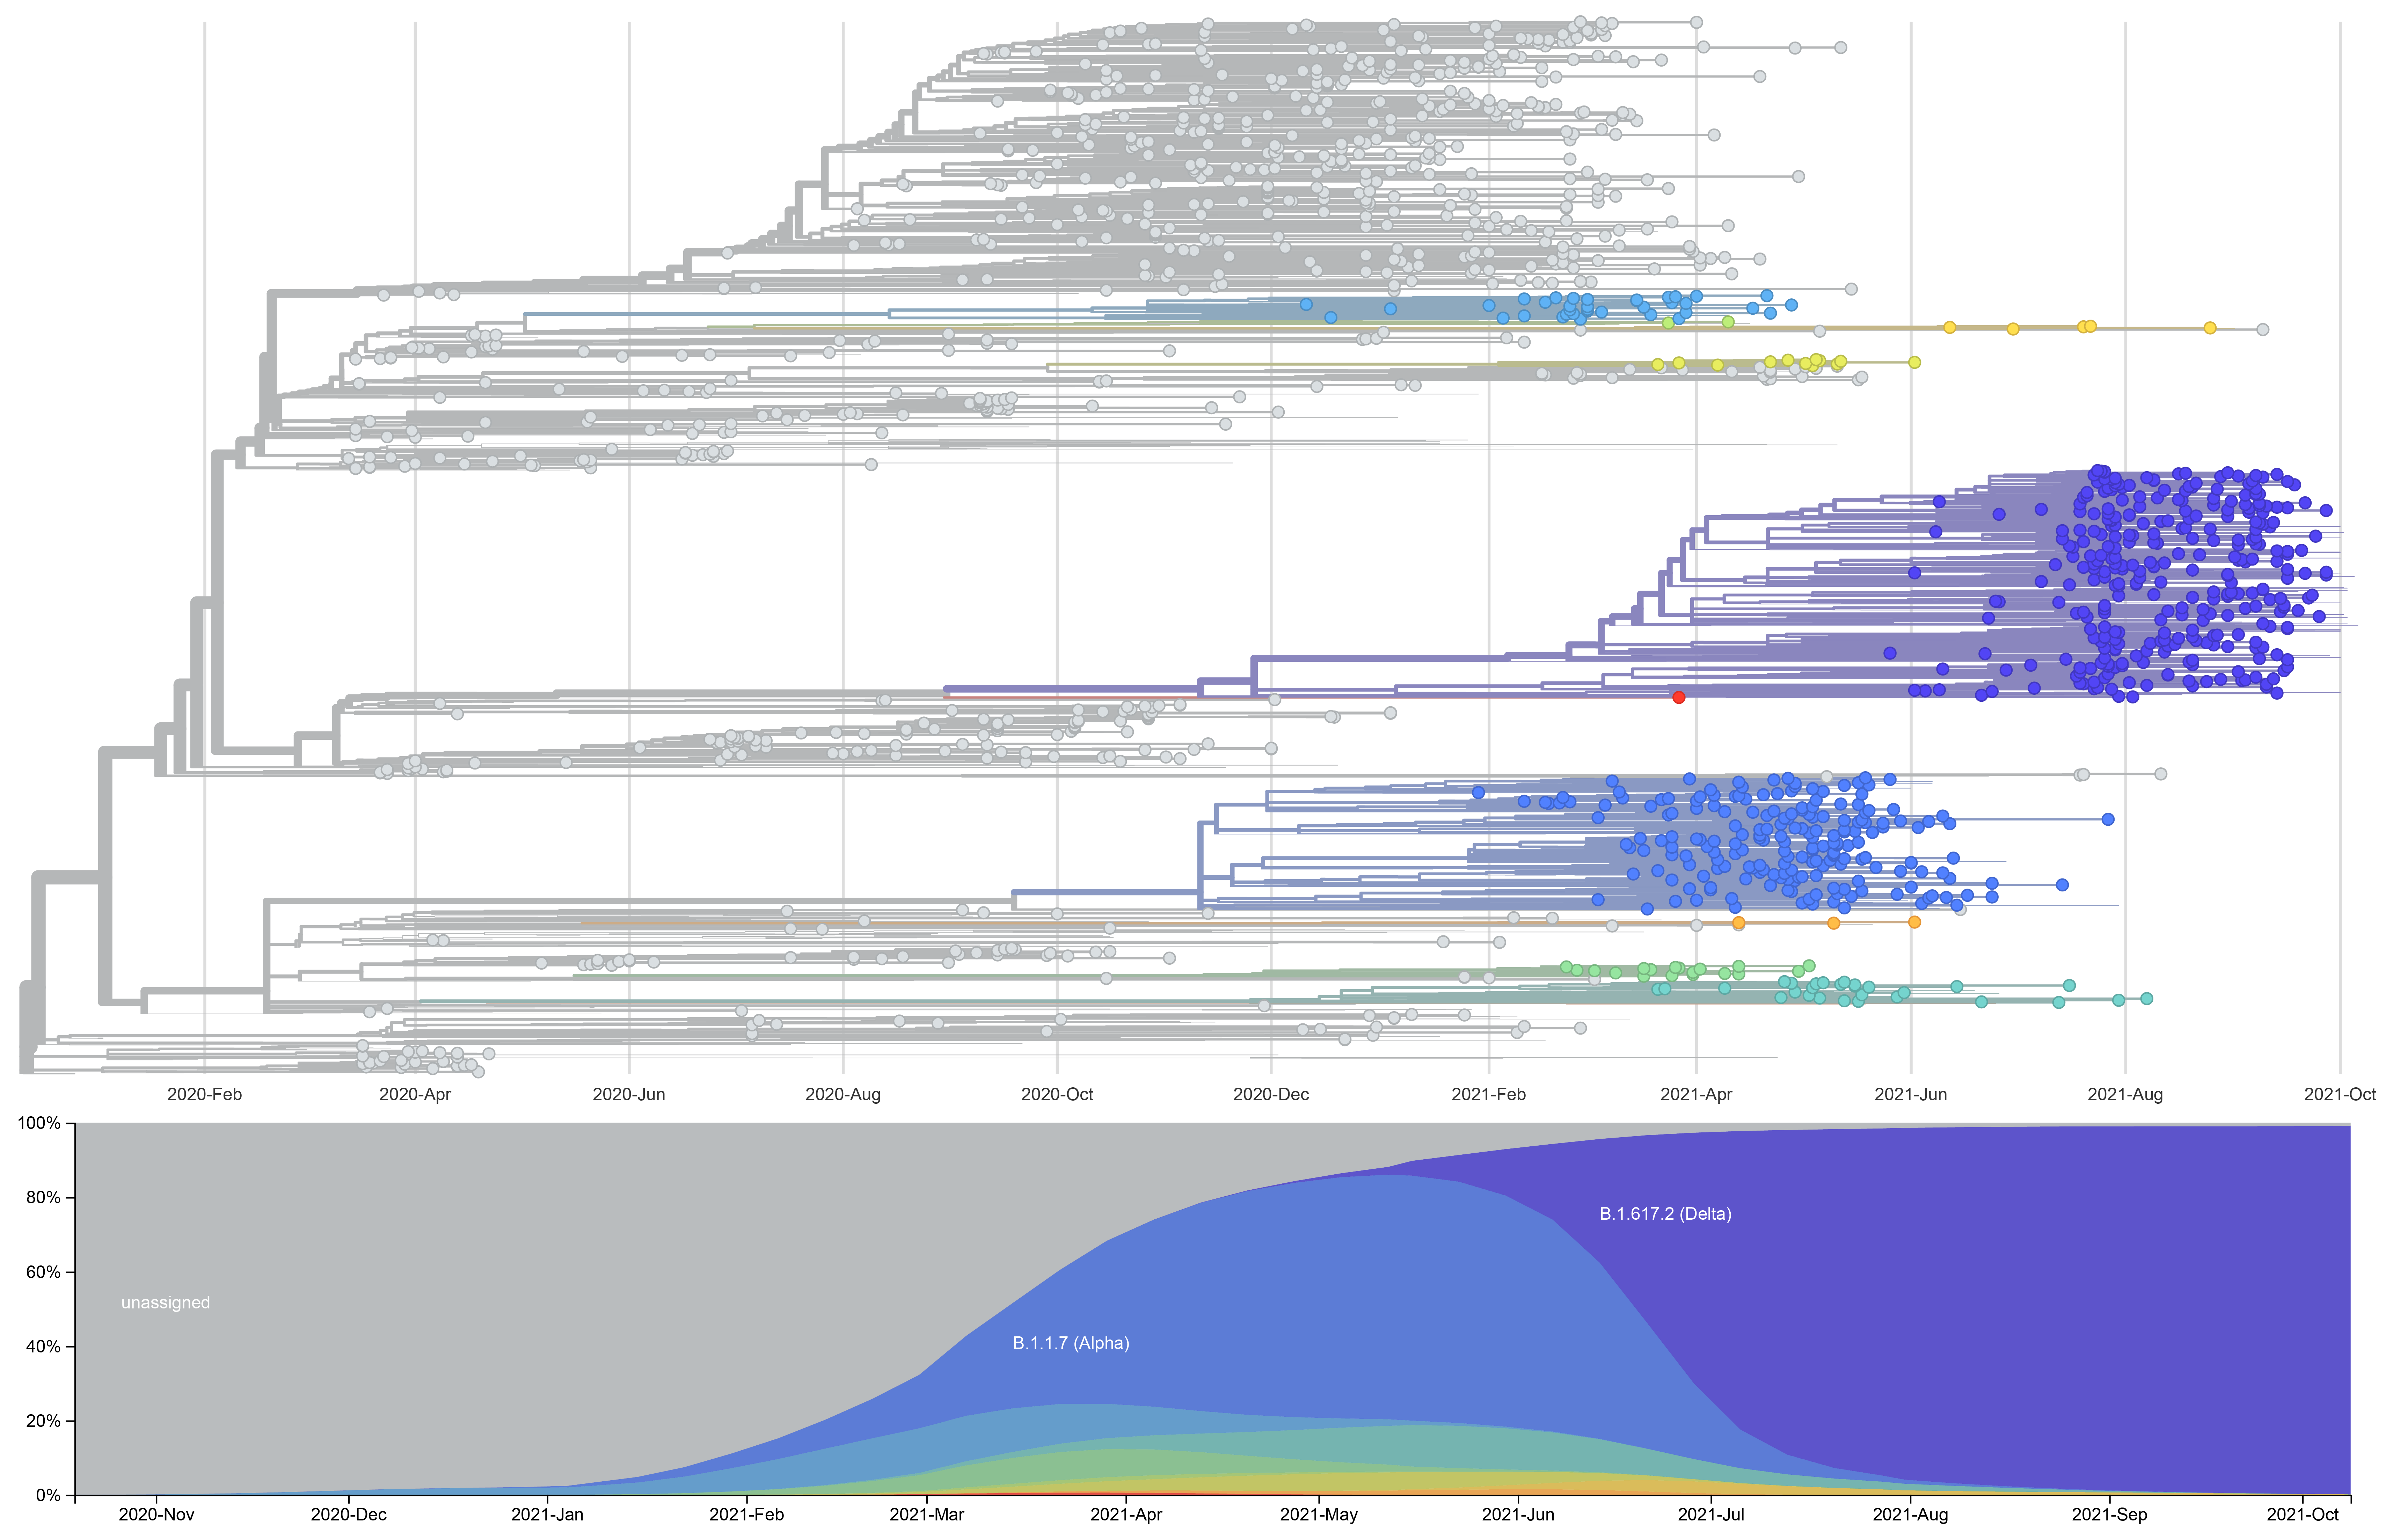 2020-Feb 2020-Apr 2020-Jun 2020-Aug 2020-Oct 2020-Dec 2021-Feb 2021-Apr 2021-Jun 2021-Aug 2021-Oct
100%
80%
B.1.617.2 (Delta)
60%
unassigned
40%
B.1.1.7 (Alpha)
20%
0%
2020-Nov 2020-Dec 2021-Jan 2021-Feb 2021-Mar 2021-Apr 2021-May 2021-Jun 2021-Jul 2021-Aug 2021-Sep 2021-Oct